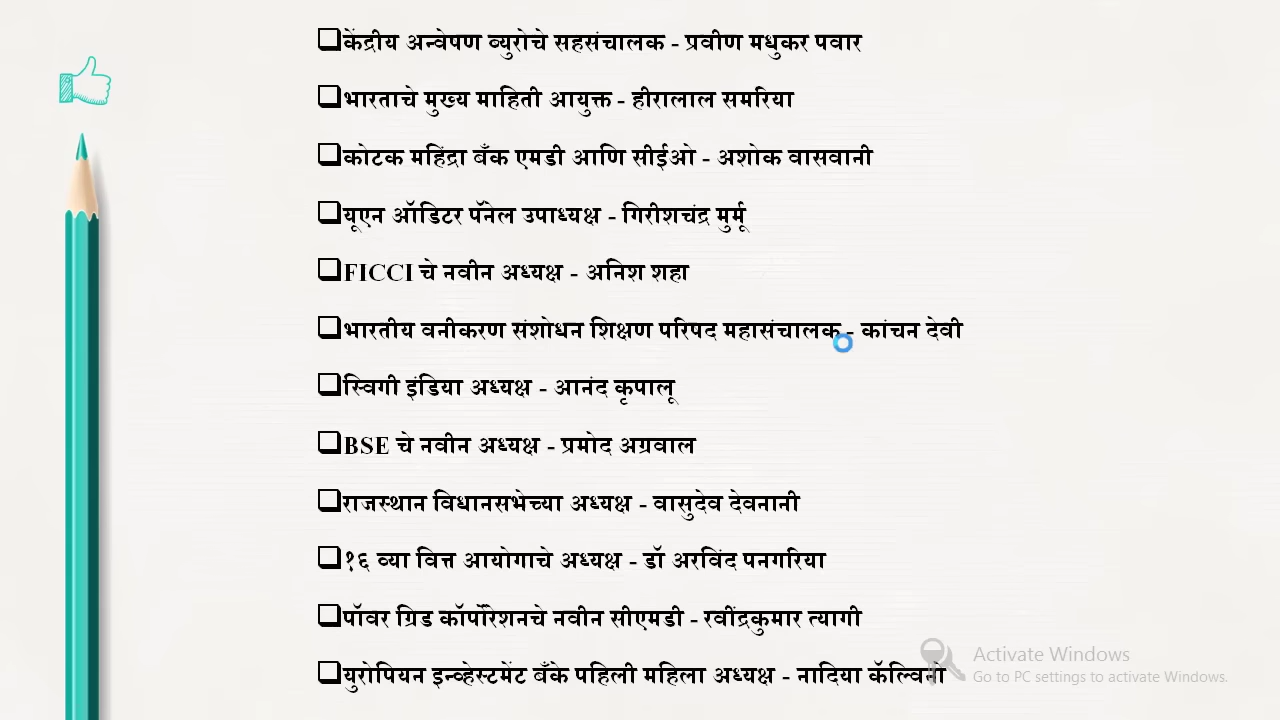 केंद्रीय अन्वेषण ब्युरोचे सहसंचालक - प्रवीण मधुकर पवार
भारताचे मुख्य माहिती आयुक्त - हीरालाल समरिया
कोटक महिंद्रा बँक एमडी आणि सीईओ - अशोक वासवानी
यूएन ऑडिटर पॅनेल उपाध्यक्ष - गिरीशचंद्र मुर्मू
FICCI चे नवीन अध्यक्ष - अनिश शहा
भारतीय वनीकरण संशोधन शिक्षण परिषद महासंचालक - कांचन देवी
स्विगी इंडिया अध्यक्ष - आनंद कृपालू
BSE चे नवीन अध्यक्ष - प्रमोद अग्रवाल
राजस्थान विधानसभेच्या अध्यक्ष - वासुदेव देवनानी
१६ व्या वित्त आयोगाचे अध्यक्ष - डॉ अरविंद पनगरिया
पॉवर ग्रिड कॉर्पोरेशनचे नवीन सीएमडी - रवींद्रकुमार त्यागी
युरोपियन इन्व्हेस्टमेंट बँके पहिली महिला अध्यक्ष - नादिया कॅल्विनो
Activate Windows
Go to PC settings to activate Windows.